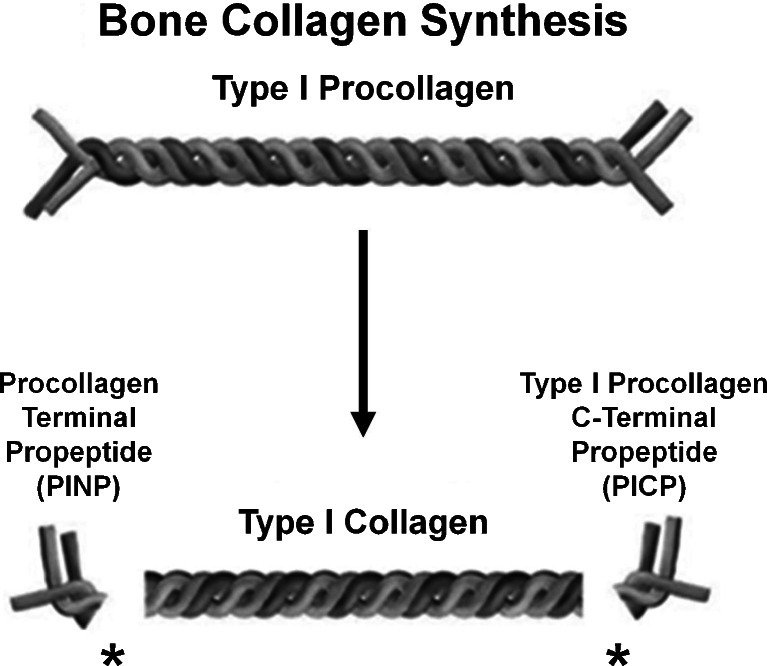 Bone Collagen Synthesis
Type I Procollagen
Procollagen
Terminal
Propeptide
(PINP)
Type I Procollagen
C-Terminal
Propeptide
(PICP)
Type I Collagen
* *